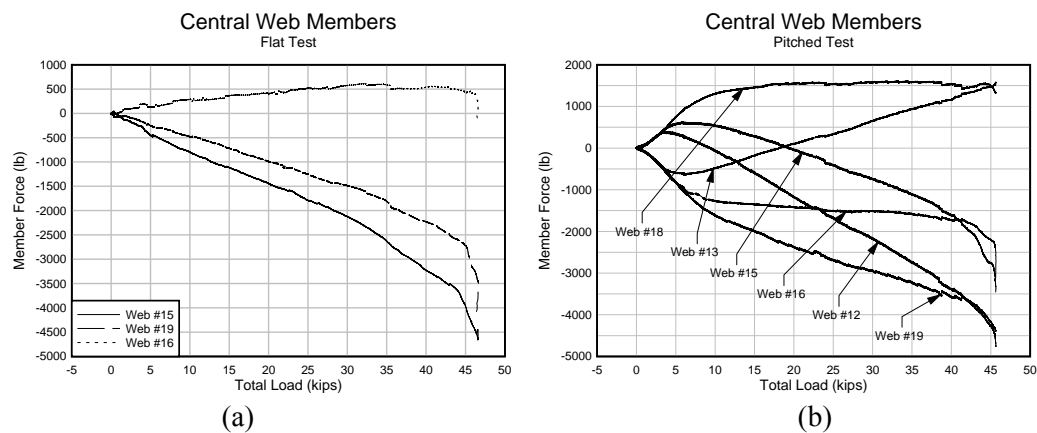 Central Web Members
Flat Test
1000
500
0
-500
-1000
-1500
-2000
-2500
-3000
-3500
-4000
-4500
-5000
Member Force (lb)
Web #15
Web #19
Web #16
-5 0 5 10 15 20 25 30 35 40 45 50
Total Load (kips)
(a)
Central Web Members
Pitched Test
2000
1000
0
-1000
-2000
-3000
-4000
-5000
Member Force (lb)
Web #18
Web #13
Web #15
Web #16
Web #12
Web #19
-5 0 5 10 15 20 25 30 35 40 45 50
Total Load (kips)
(b)